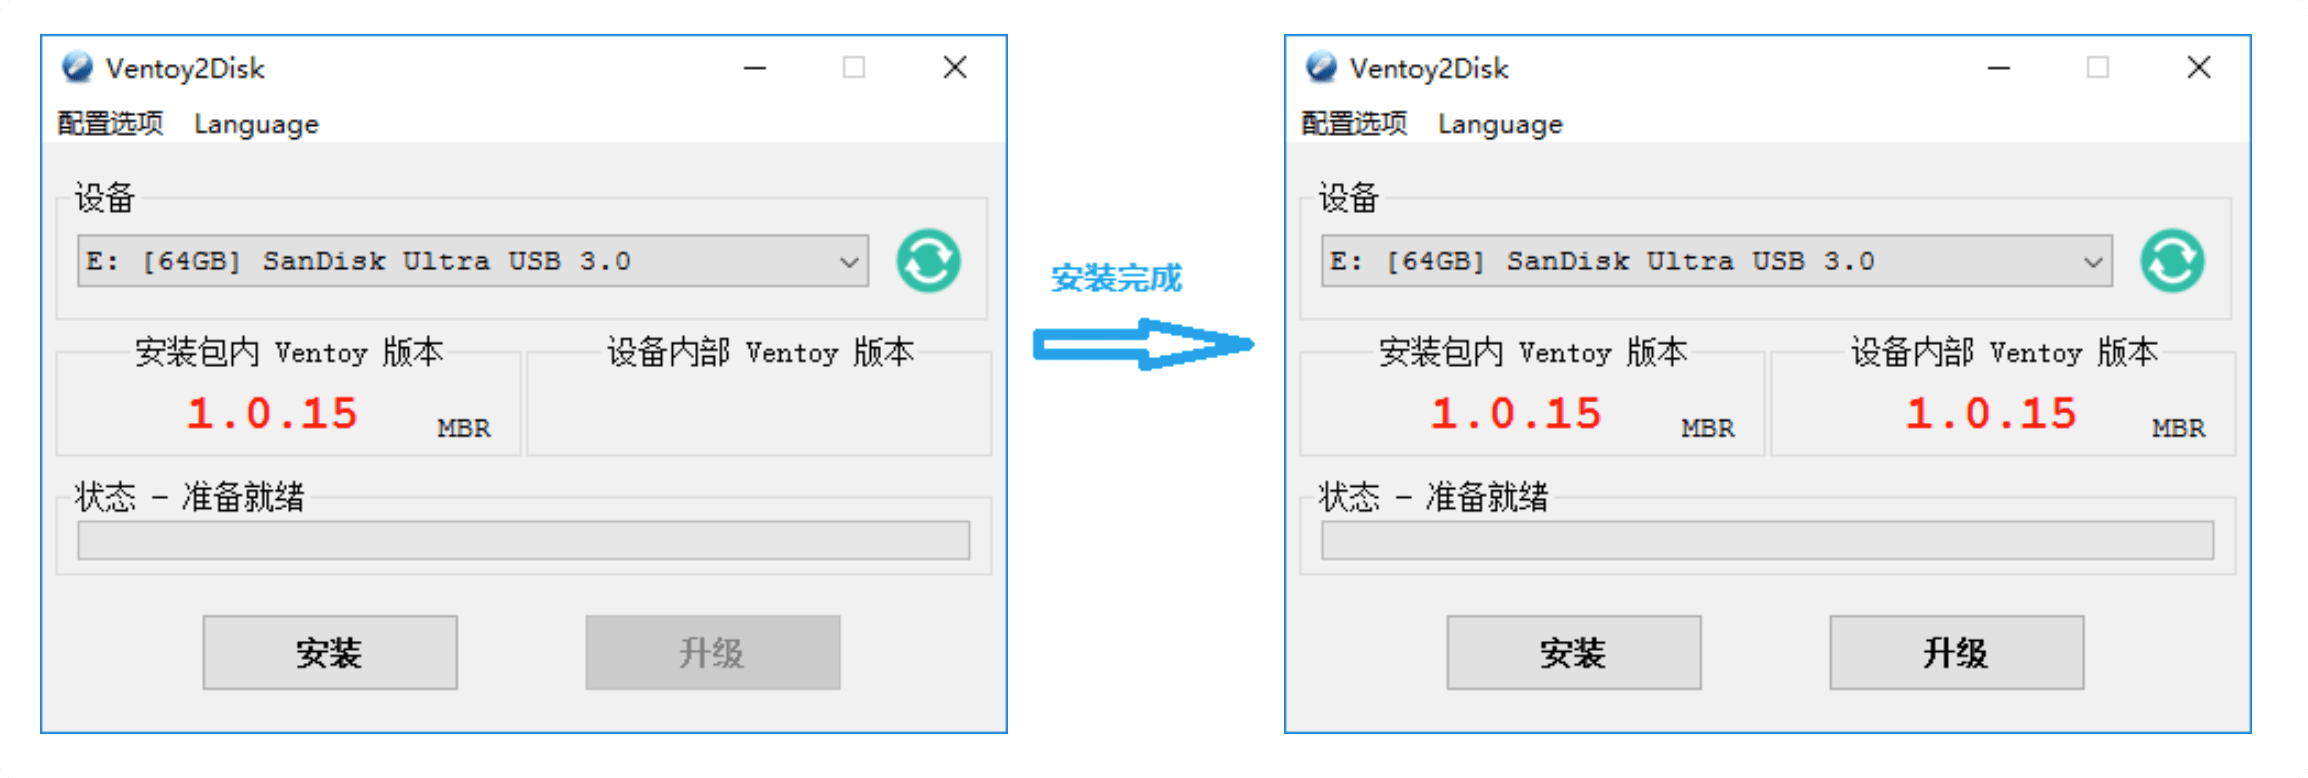 Ventoy2Disk
配置选项 Language
设备
E: [64GB] SanDisk Ultra USB 3.0
安装包内 Ventoy 版本
设备内部 Ventoy 版本
1.0.15 MBR
状态 - 准备就绪
安装
升级
安装完成
Ventoy2Disk
配置选项 Language
设备
E: [64GB] SanDisk Ultra USB 3.0
安装包内 Ventoy 版本
设备内部 Ventoy 版本
1.0.15 MBR
1.0.15 MBR
状态 - 准备就绪
安装
升级